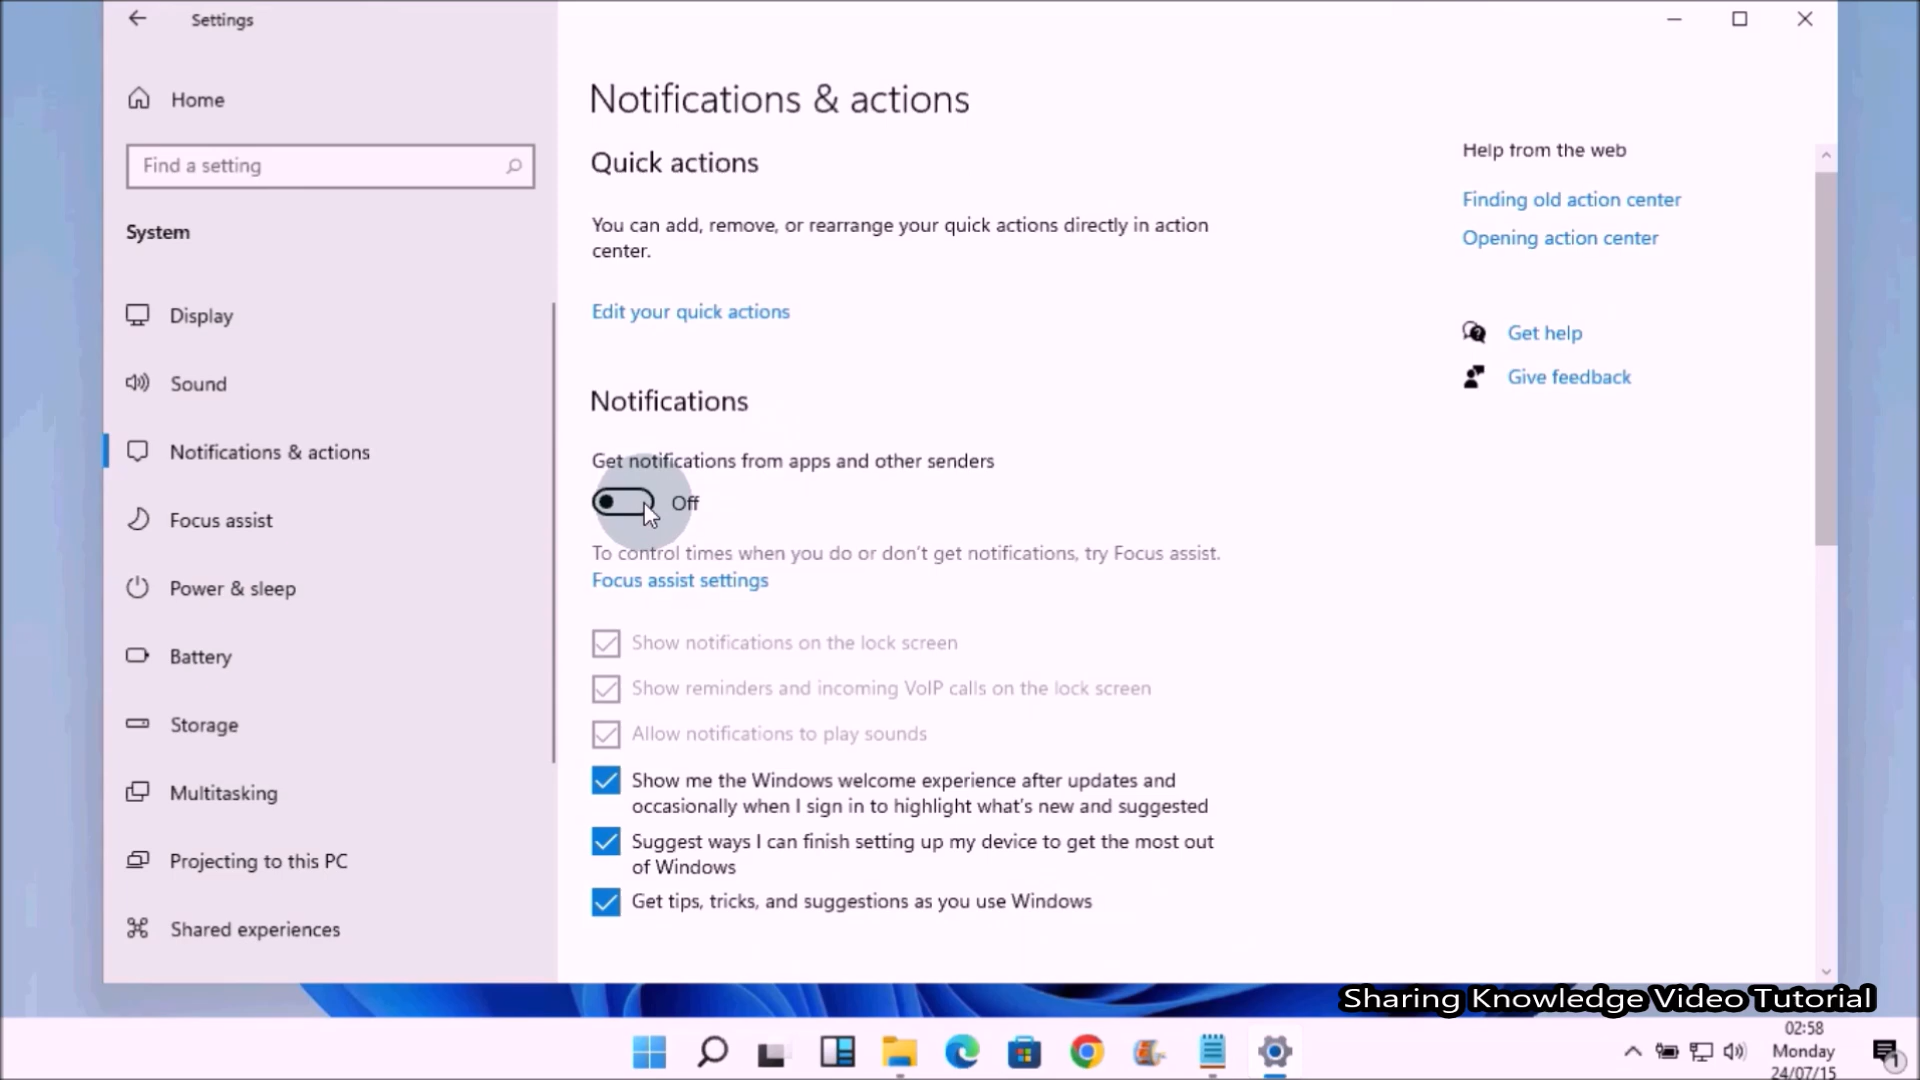 Settings
Home
Find a setting
System
Display
Sound
Notifications & actions
Focus assist
Power & sleep
Battery
Storage
Multitasking
Projecting to this PC
Shared experiences
Notifications & actions
Quick actions
You can add, remove, or rearrange your quick actions directly in action
center.
Edit your quick actions
Notifications
Get notifications from apps and other senders
Off
To control times when you do or don't get notifications, try Focus assist.
Focus assist settings
Show notifications on the lock screen
Show reminders and incoming VoIP calls on the lock screen
Allow notifications to play sounds
Show me the Windows welcome experience after updates and
occasionally when I sign in to highlight what's new and suggested
Suggest ways I can finish setting up my device to get the most out
of Windows
Get tips, tricks, and suggestions as you use Windows
Help from the web
Finding old action center
Opening action center
Get help
Give feedback
Sharing Knowledge Video Tutorial
02:58
Monday
24/07/15
1